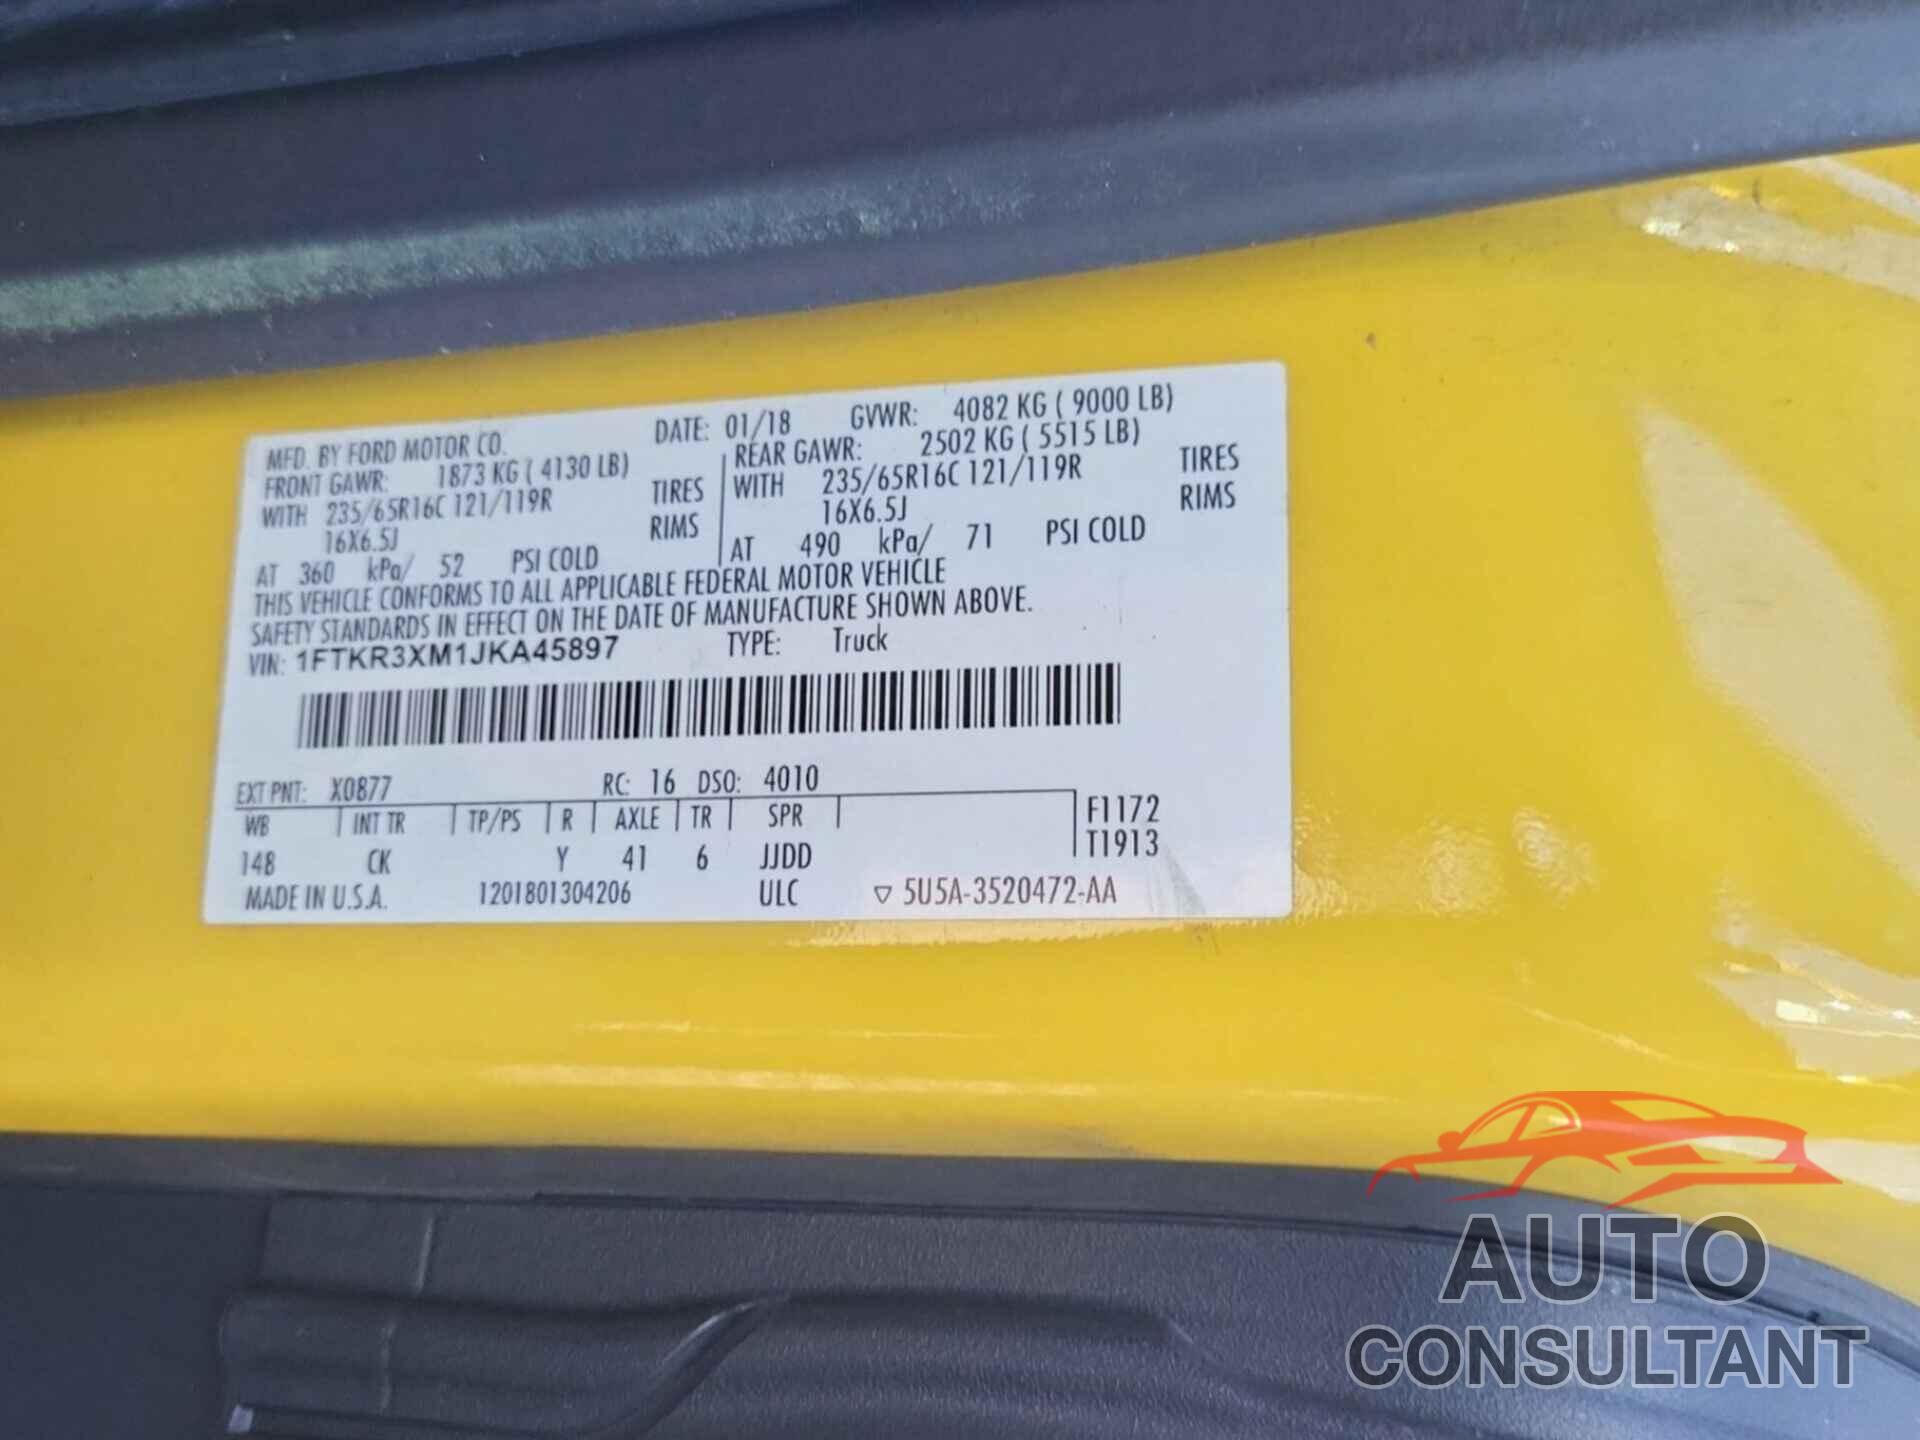 MFD. BY FORD MOTOR CO. DATE: 01/18 GVWR: 4082 KG ( 9000 LB)
FRONT GAWR: 1873 KG ( 4130 LB) REAR GAWR: 2502 KG ( 5515 LB)
WITH 235/65R16C 121/119R TIRES WITH 235/65R16C 121/119R TIRES
16X6.5J RIMS 16X6.5J RIMS
AT 360 kPa/ 52 PSI COLD AT 490 kPa/ 71 PSI COLD
THIS VEHICLE CONFORMS TO ALL APPLICABLE FEDERAL MOTOR VEHICLE
SAFETY STANDARDS IN EFFECT ON THE DATE OF MANUFACTURE SHOWN ABOVE.
VIN: 1FTKR3XM1JKA45897 TYPE: Truck
EXT PNT: X0877 RC: 16 DSO: 4010
WB INT TR TP/PS R AXLE TR SPR F1172
148 CK Y 41 6 JJDD T1913
MADE IN U.S.A. 1201801304206 ULC ▽ 5U5A-3520472-AA
AUTO
CONSULTANT